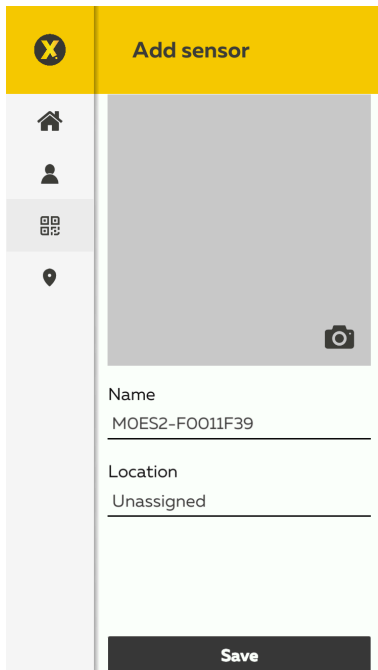 Add sensor
Name
M0ES2-F0011F39
Location
Unassigned
Save